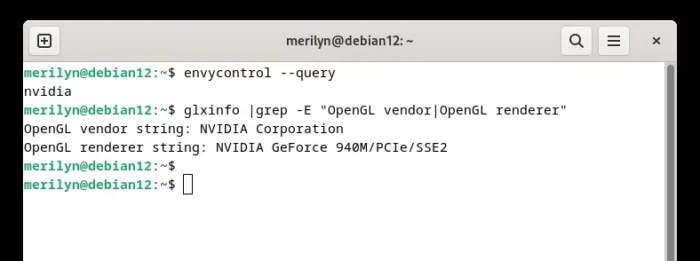 merilyn@debian12: ~
merilyn@debian12:~$ envycontrol --query
nvidia
merilyn@debian12:~$ glxinfo |grep -E "OpenGL vendor|OpenGL renderer"
OpenGL vendor string: NVIDIA Corporation
OpenGL renderer string: NVIDIA GeForce 940M/PCIe/SSE2
merilyn@debian12:~$
merilyn@debian12:~$